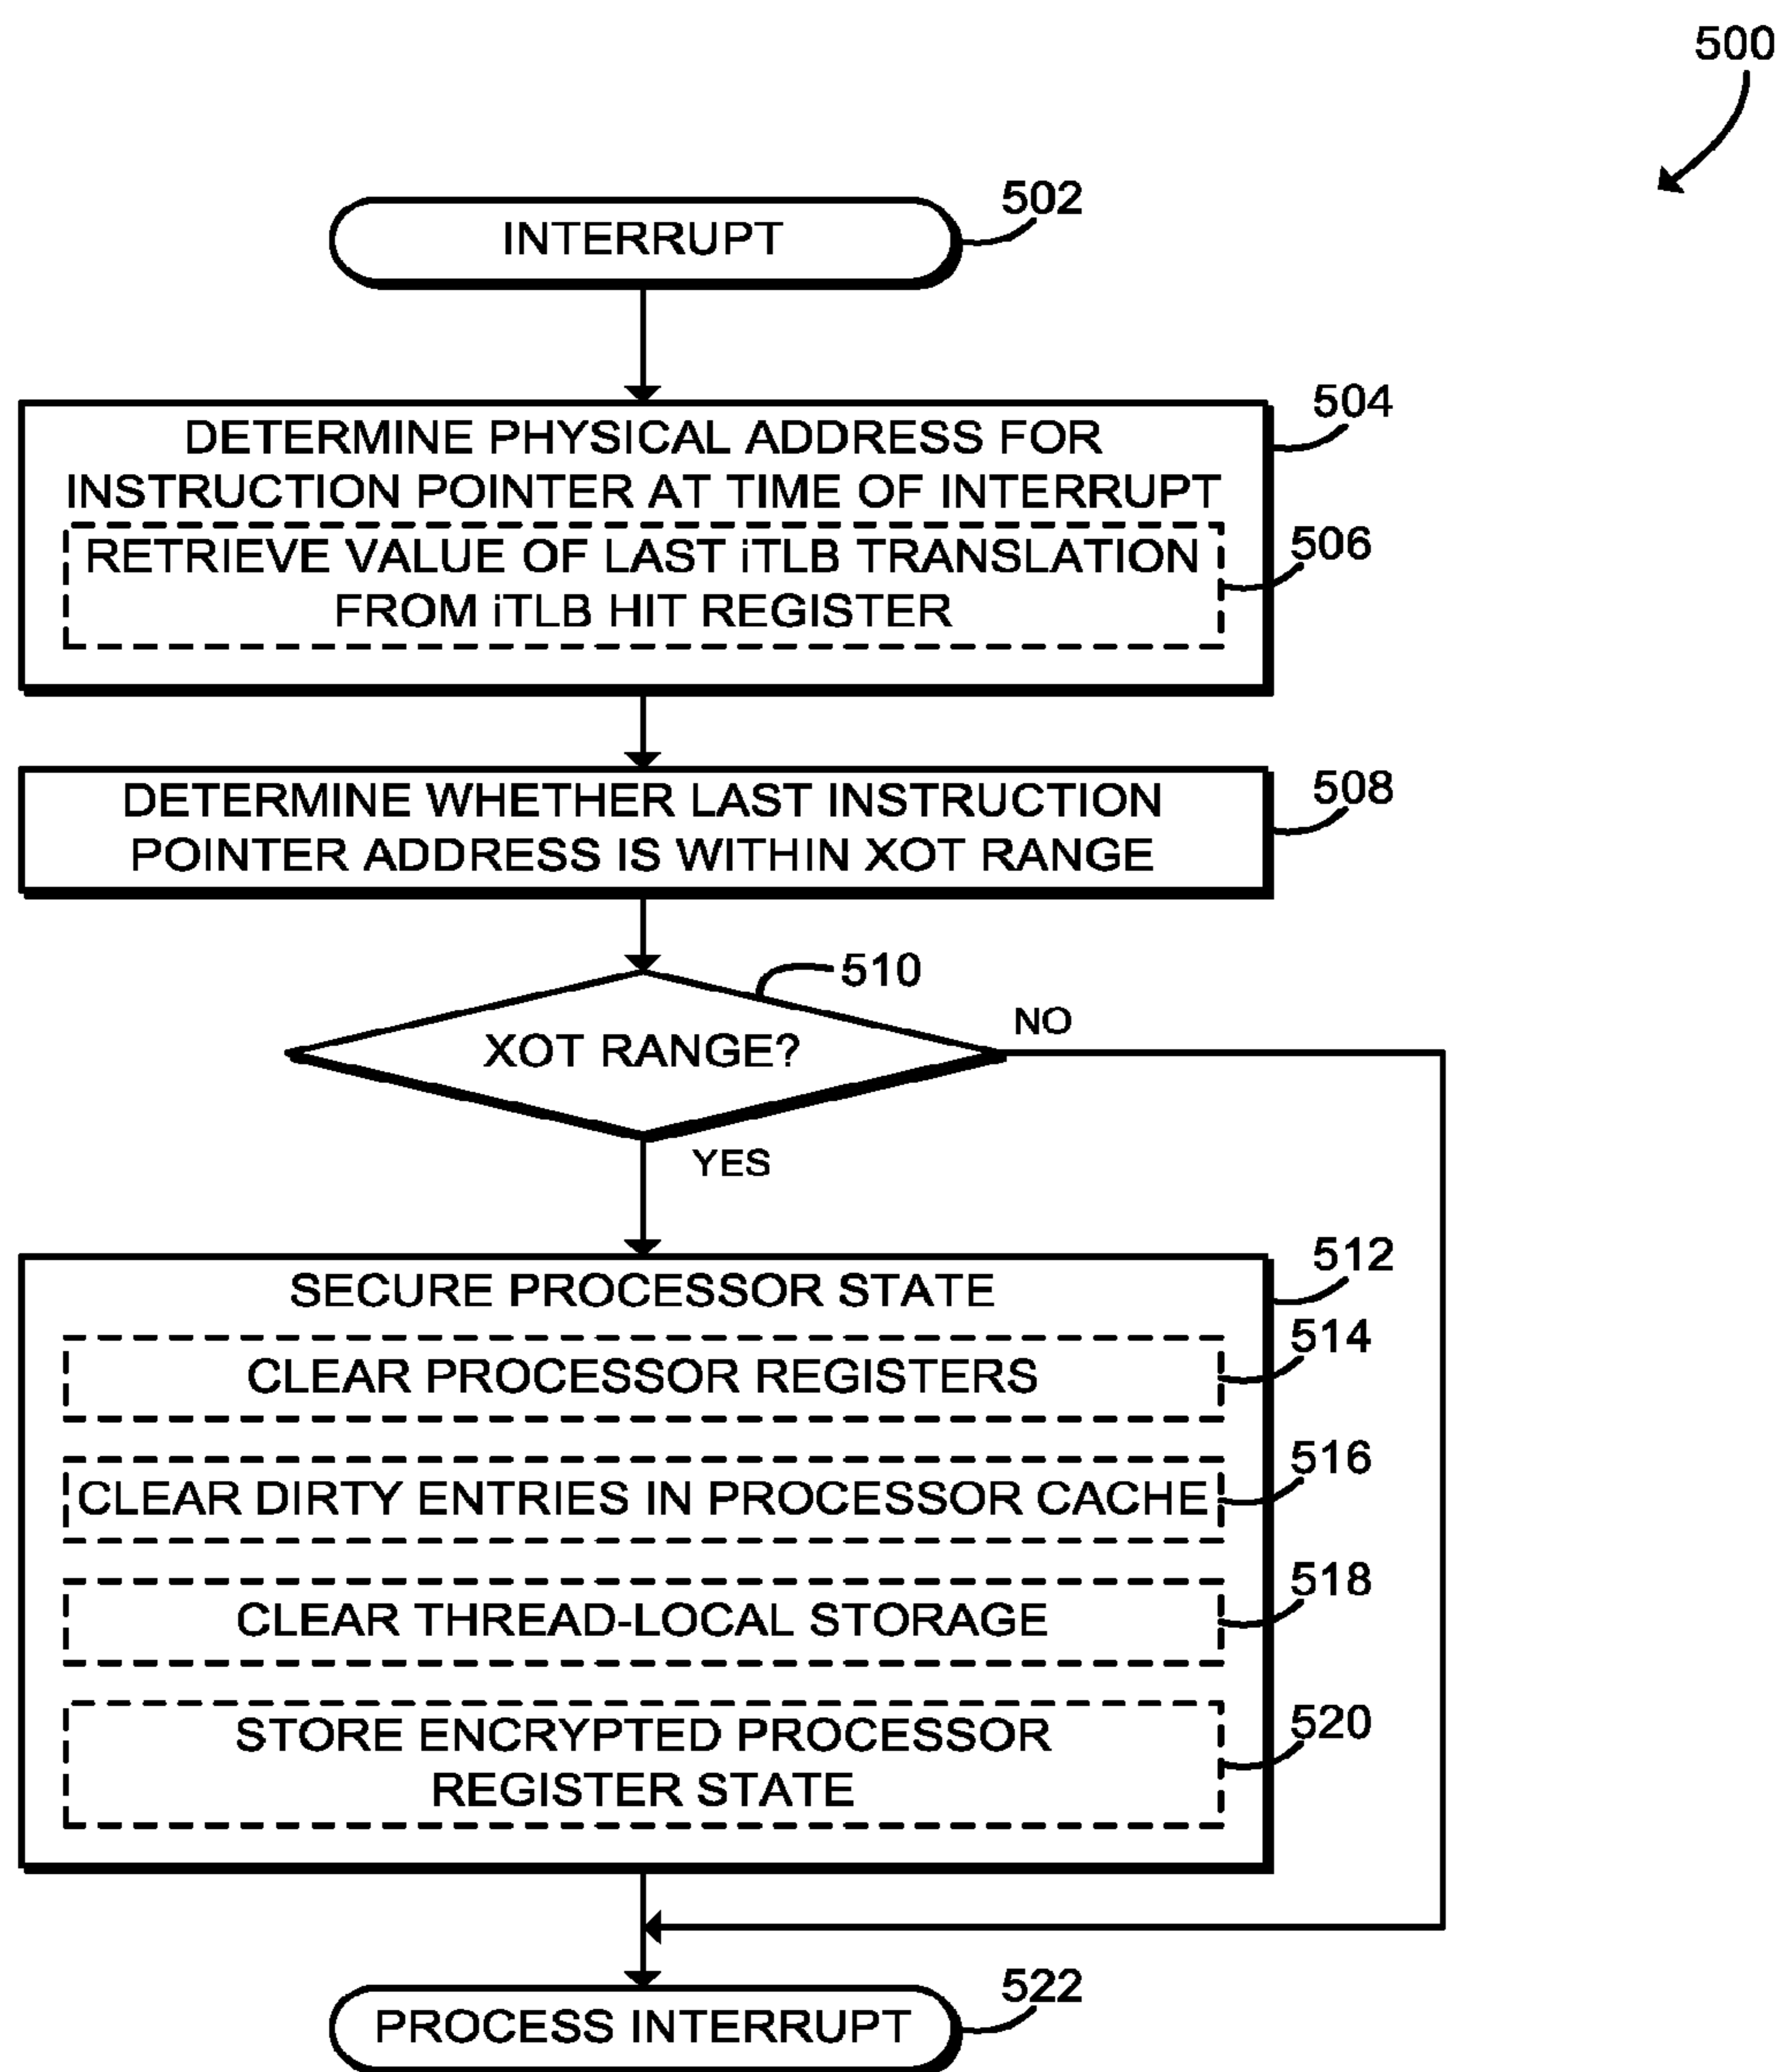 500
INTERRUPT
502
DETERMINE PHYSICAL ADDRESS FOR
INSTRUCTION POINTER AT TIME OF INTERRUPT
504
RETRIEVE VALUE OF LAST iTLB TRANSLATION
FROM iTLB HIT REGISTER
506
DETERMINE WHETHER LAST INSTRUCTION
POINTER ADDRESS IS WITHIN XOT RANGE
508
510
XOT RANGE?
NO
YES
SECURE PROCESSOR STATE
512
CLEAR PROCESSOR REGISTERS
514
CLEAR DIRTY ENTRIES IN PROCESSOR CACHE
516
CLEAR THREAD-LOCAL STORAGE
518
STORE ENCRYPTED PROCESSOR
REGISTER STATE
520
PROCESS INTERRUPT
522